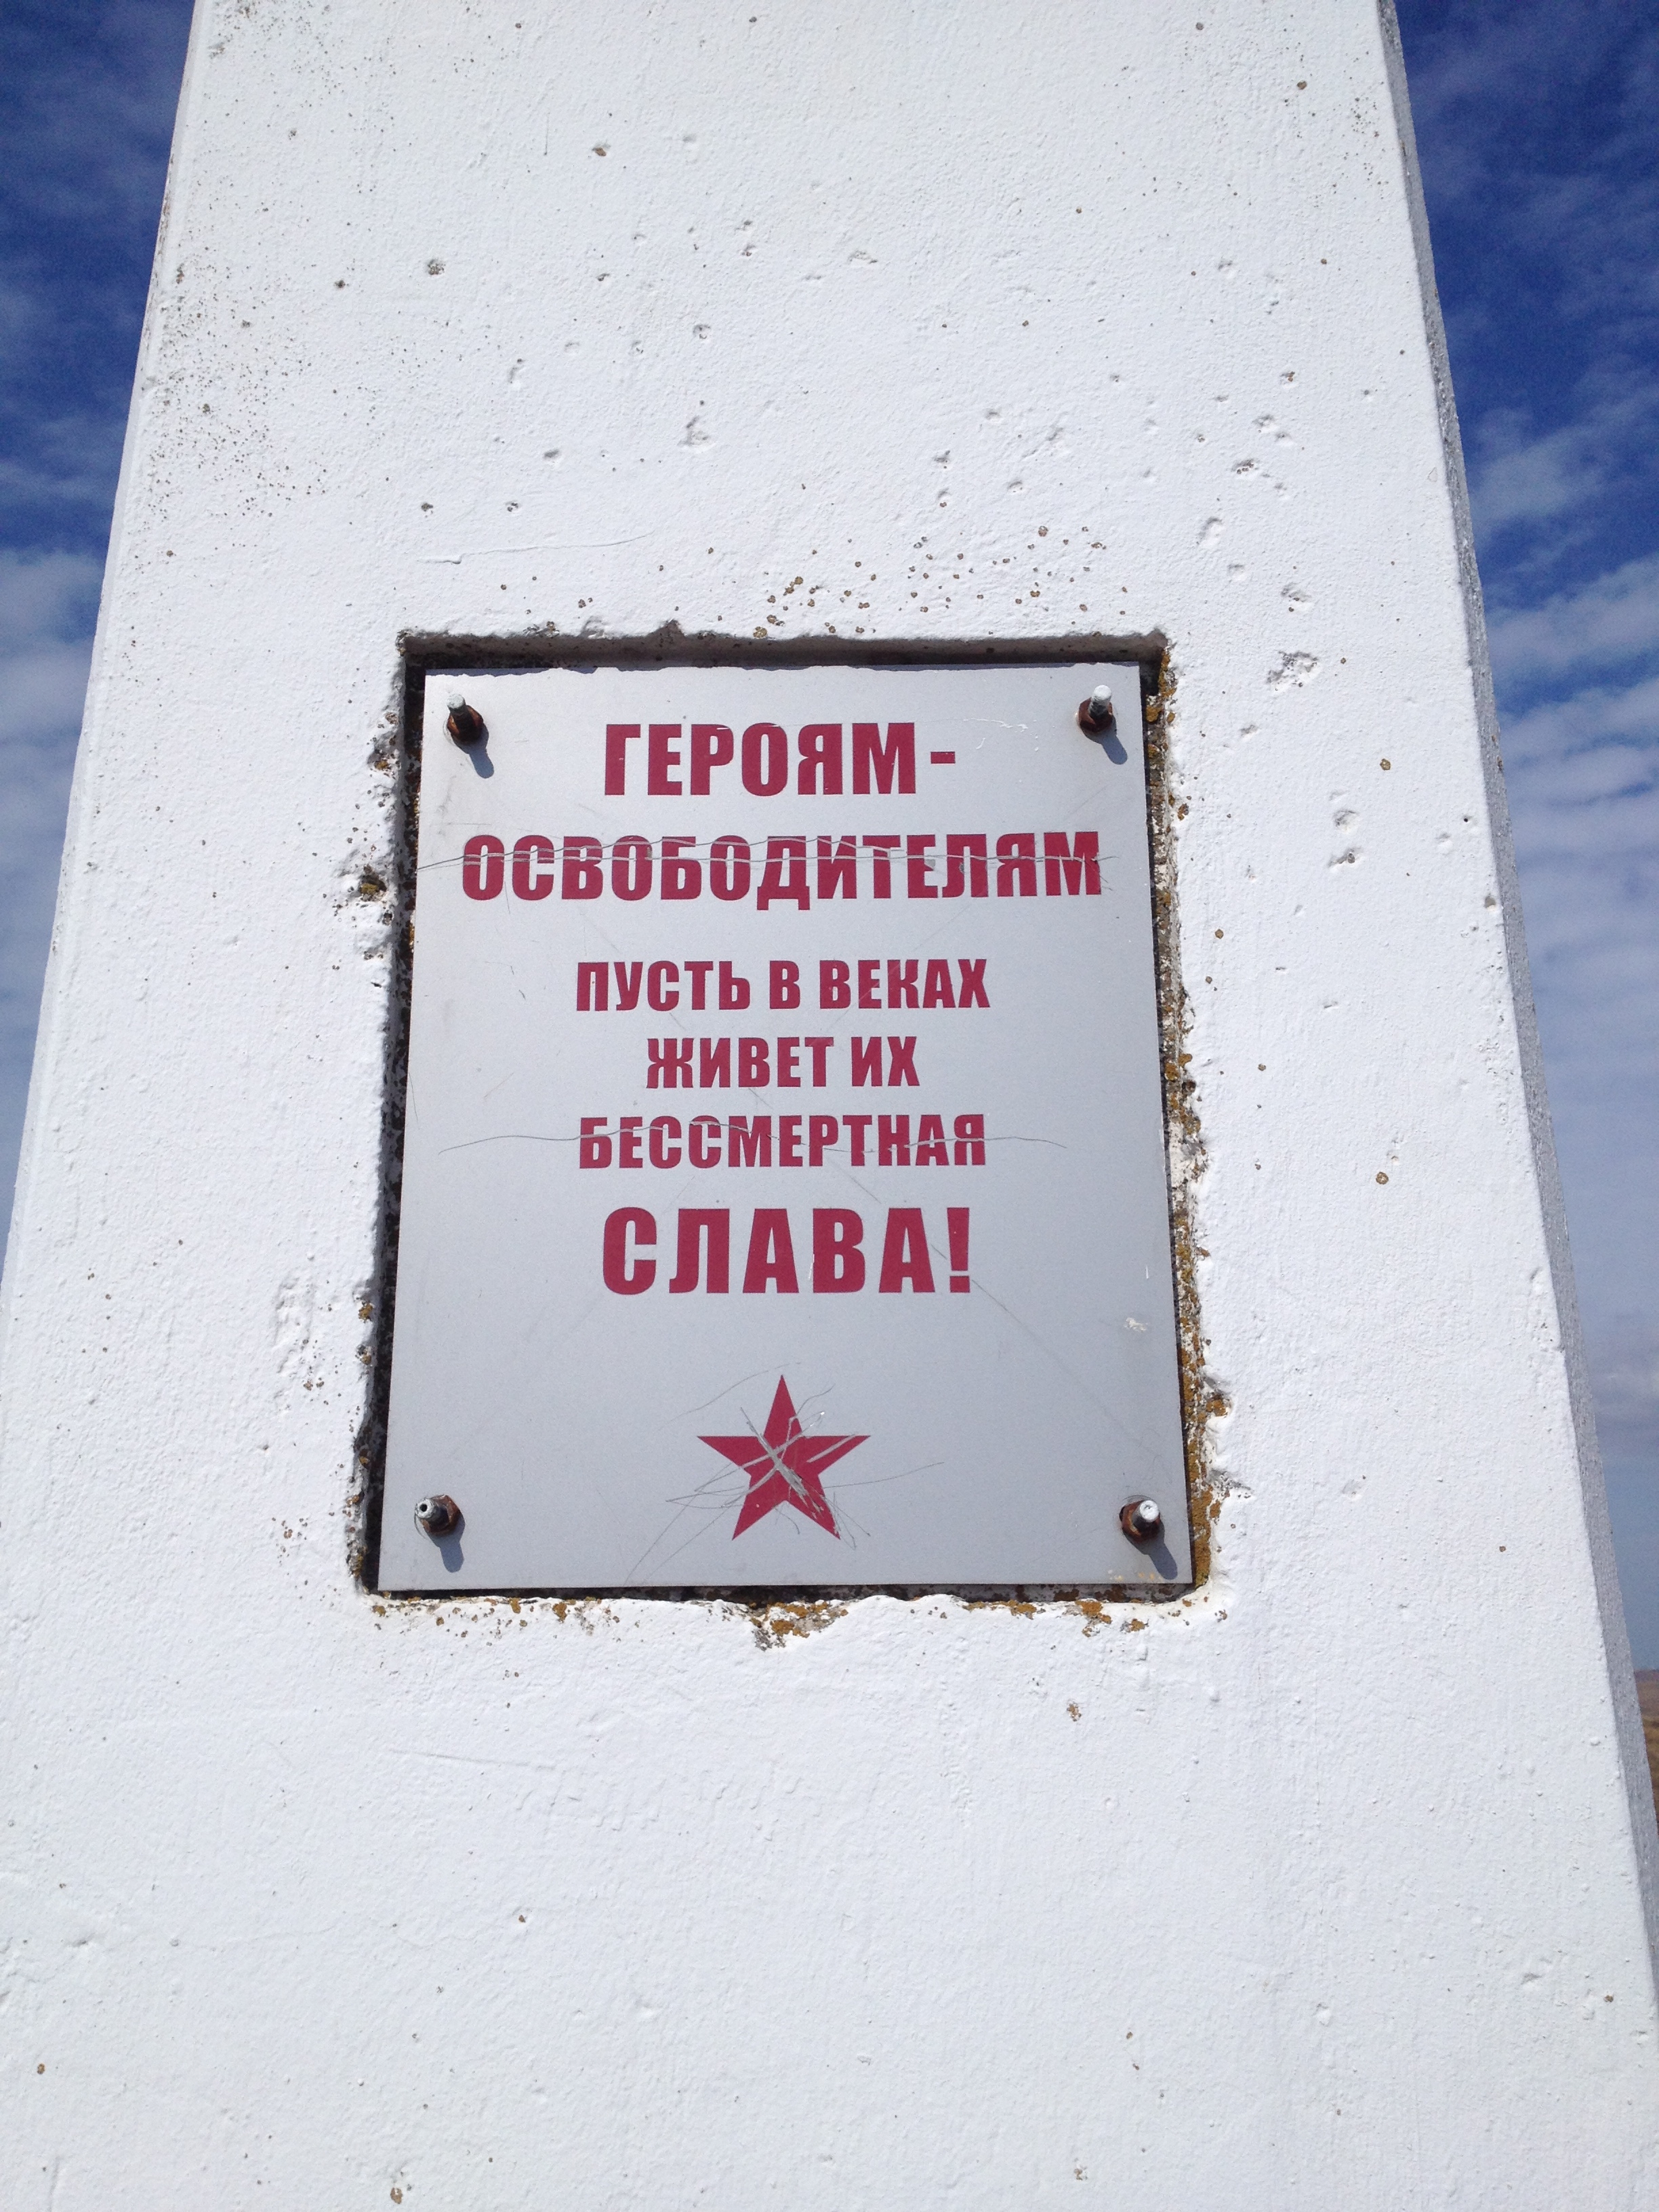 ГЕРОЯМ-
ОСВОБОДИТЕЛЯМ
ПУСТЬ В ВЕКАХ
ЖИВЕТ ИХ
БЕССМЕРТНАЯ
СЛАВА!